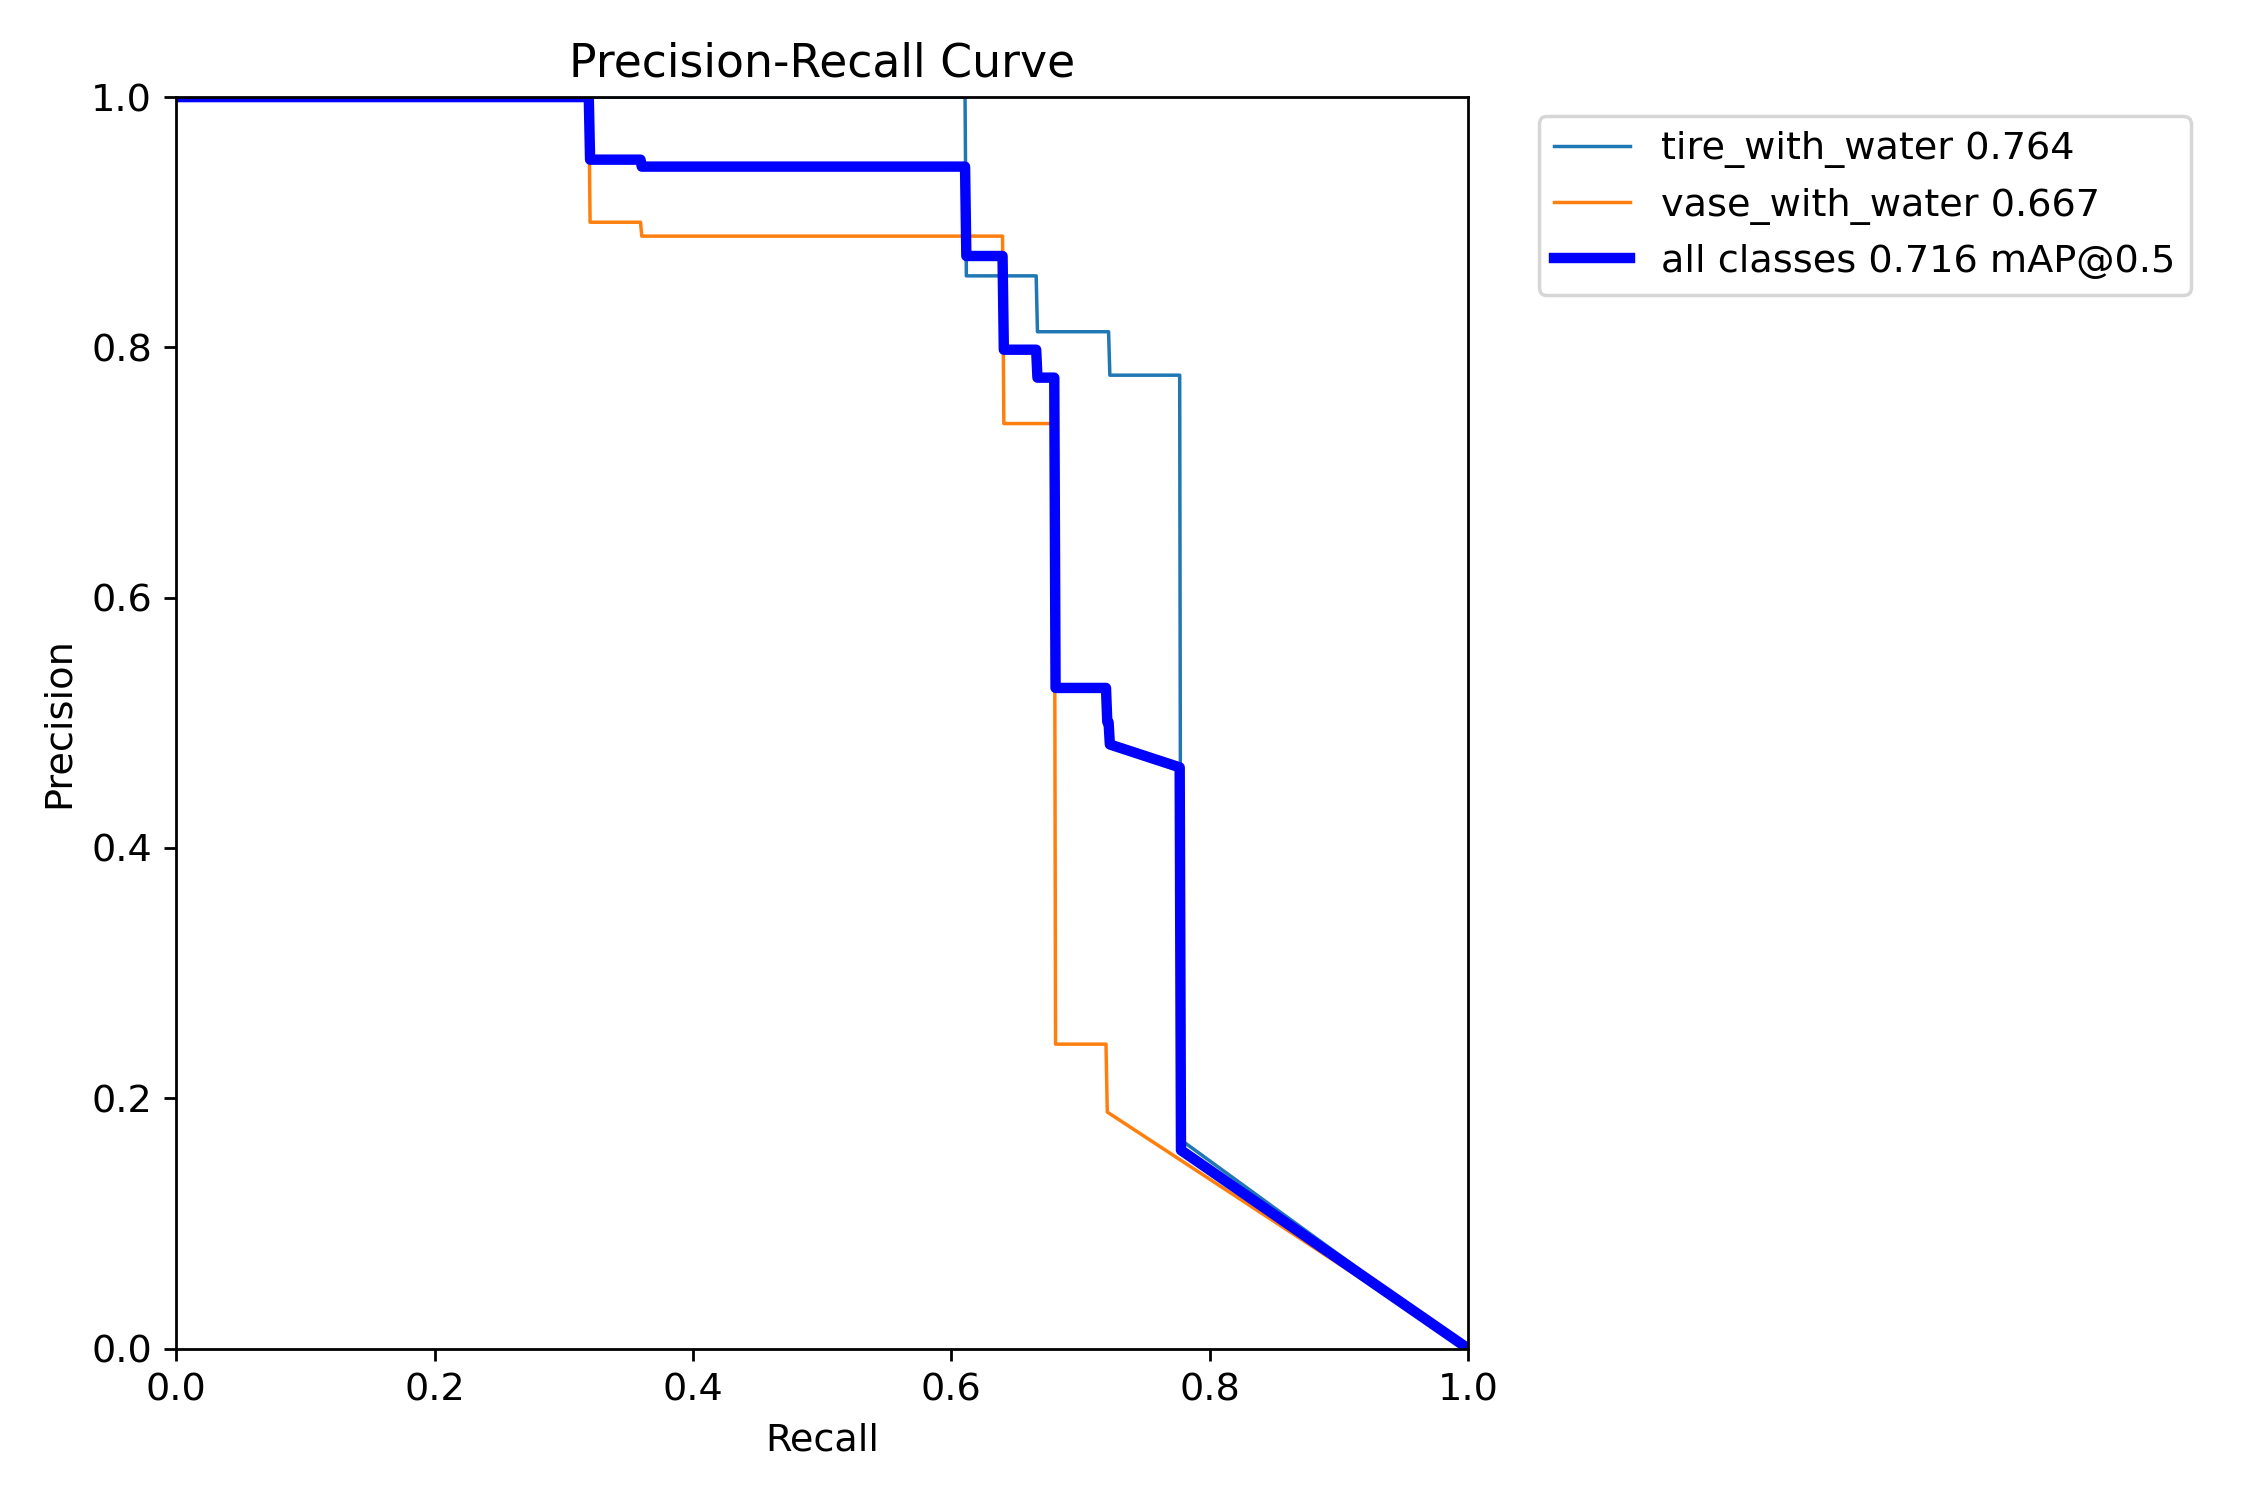 Precision-Recall Curve
1.0
0.8
0.6
0.4
0.2
0.0
Precision
0.0 0.2 0.4 0.6 0.8 1.0
Recall
tire_with_water 0.764
vase_with_water 0.667
all classes 0.716 mAP@0.5